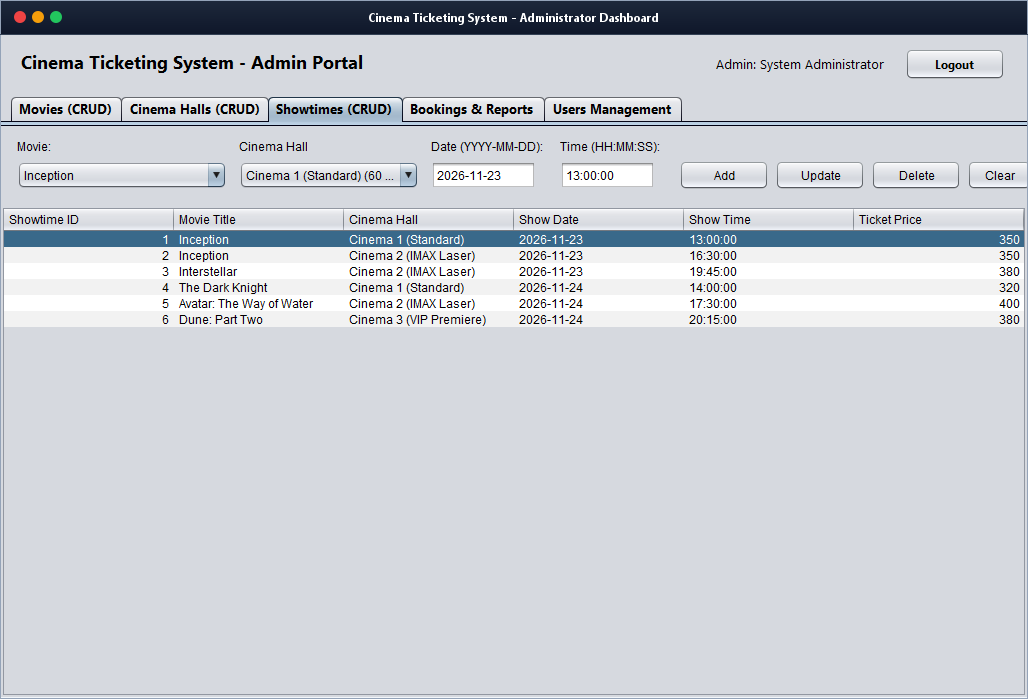 Cinema Ticketing System - Administrator Dashboard
Cinema Ticketing System - Admin Portal
Admin: System Administrator
Logout
Movies (CRUD) Cinema Halls (CRUD) Showtimes (CRUD) Bookings & Reports Users Management
Movie: Cinema Hall Date (YYYY-MM-DD): Time (HH:MM:SS):
Inception Cinema 1 (Standard) (60 ... 2026-11-23 13:00:00 Add Update Delete Clear
Showtime ID Movie Title Cinema Hall Show Date Show Time Ticket Price
1 Inception Cinema 1 (Standard) 2026-11-23 13:00:00 350
2 Inception Cinema 2 (IMAX Laser) 2026-11-23 16:30:00 350
3 Interstellar Cinema 2 (IMAX Laser) 2026-11-23 19:45:00 380
4 The Dark Knight Cinema 1 (Standard) 2026-11-24 14:00:00 320
5 Avatar: The Way of Water Cinema 2 (IMAX Laser) 2026-11-24 17:30:00 400
6 Dune: Part Two Cinema 3 (VIP Premiere) 2026-11-24 20:15:00 380